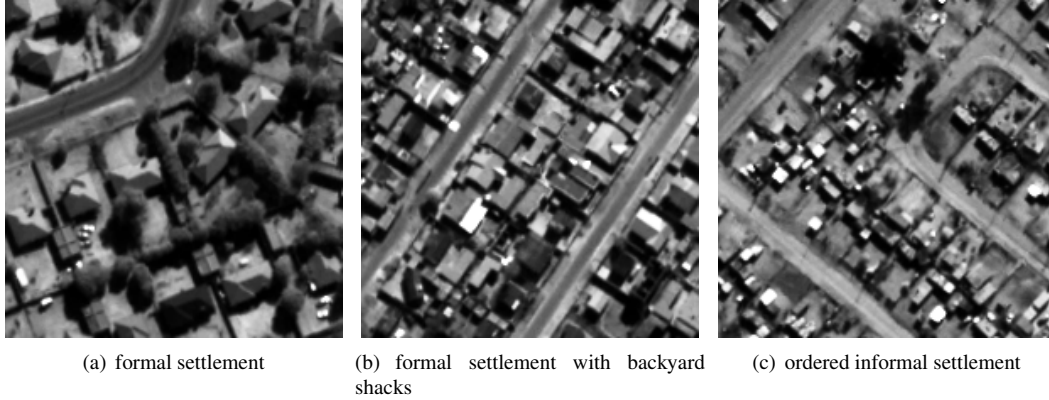 (a) formal settlement
(b) formal settlement with backyard
shacks
(c) ordered informal settlement